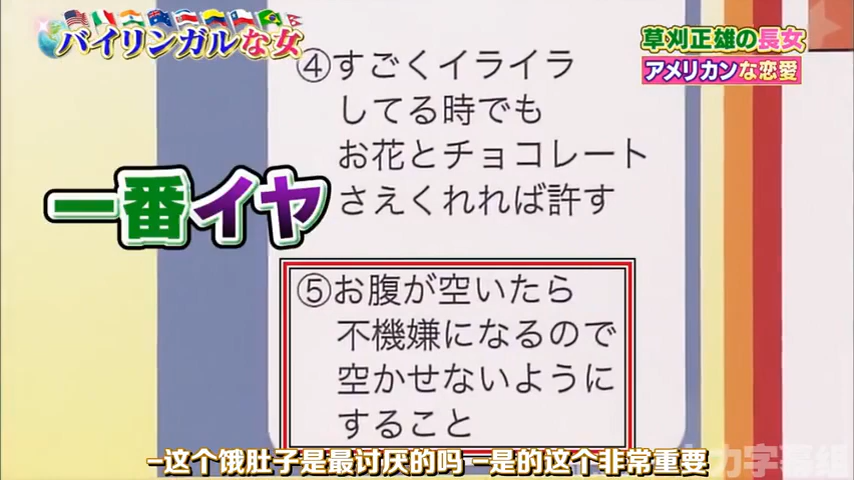 バイリンガルな女
草刈正雄の長女
アメリカンな恋愛
④すごくイライラ
してる時でも
お花とチョコレート
さえくれれば許す
一番イヤ
⑤お腹が空いたら
不機嫌になるので
空かせないように
すること
-这个饿肚子是最讨厌的吗 -是的这个非常重要
力字幕组